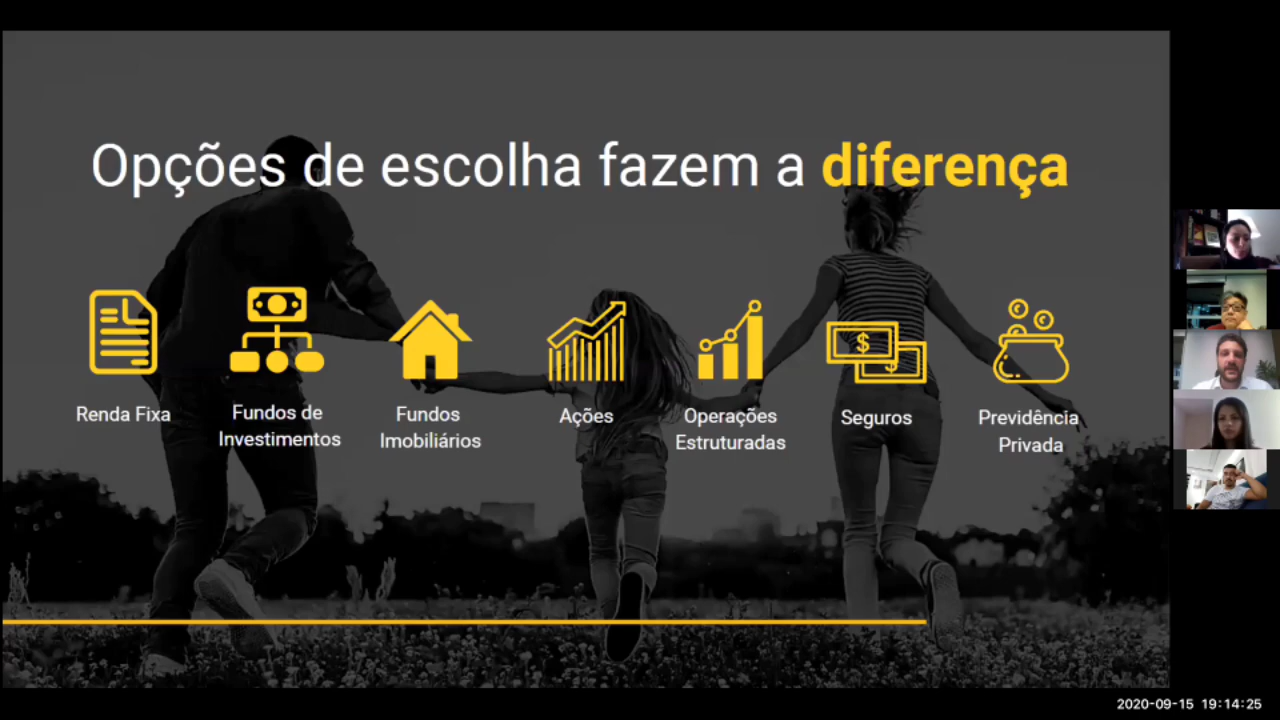 Opções de escolha fazem a diferença
Renda Fixa
Fundos de
Investimentos
Fundos
Imobiliários
Ações
Operações
Estruturadas
Seguros
Previdência
Privada
2020-09-15 19:14:25